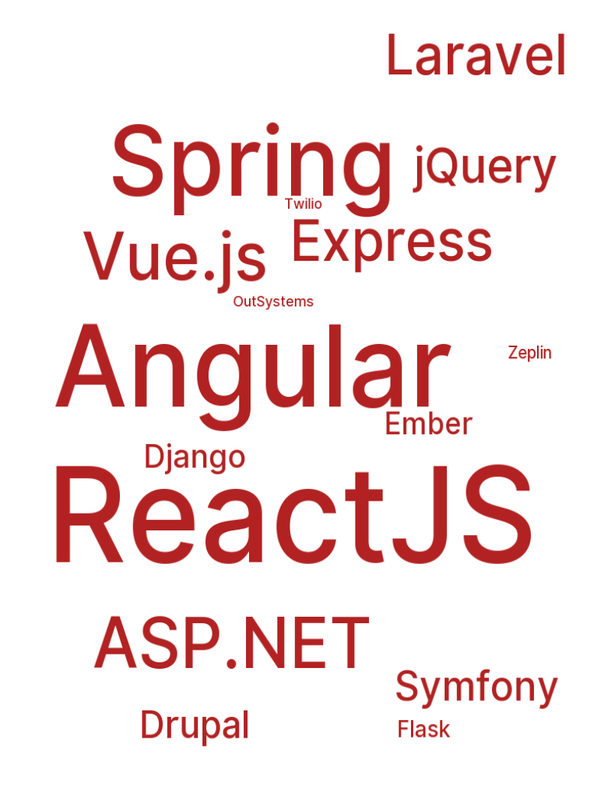 Laravel
Spring
jQuery
Twilio
Express
Vue.js
OutSystems
Angular
Zeplin
Ember
Django
ReactJS
ASP.NET
Symfony
Drupal
Flask